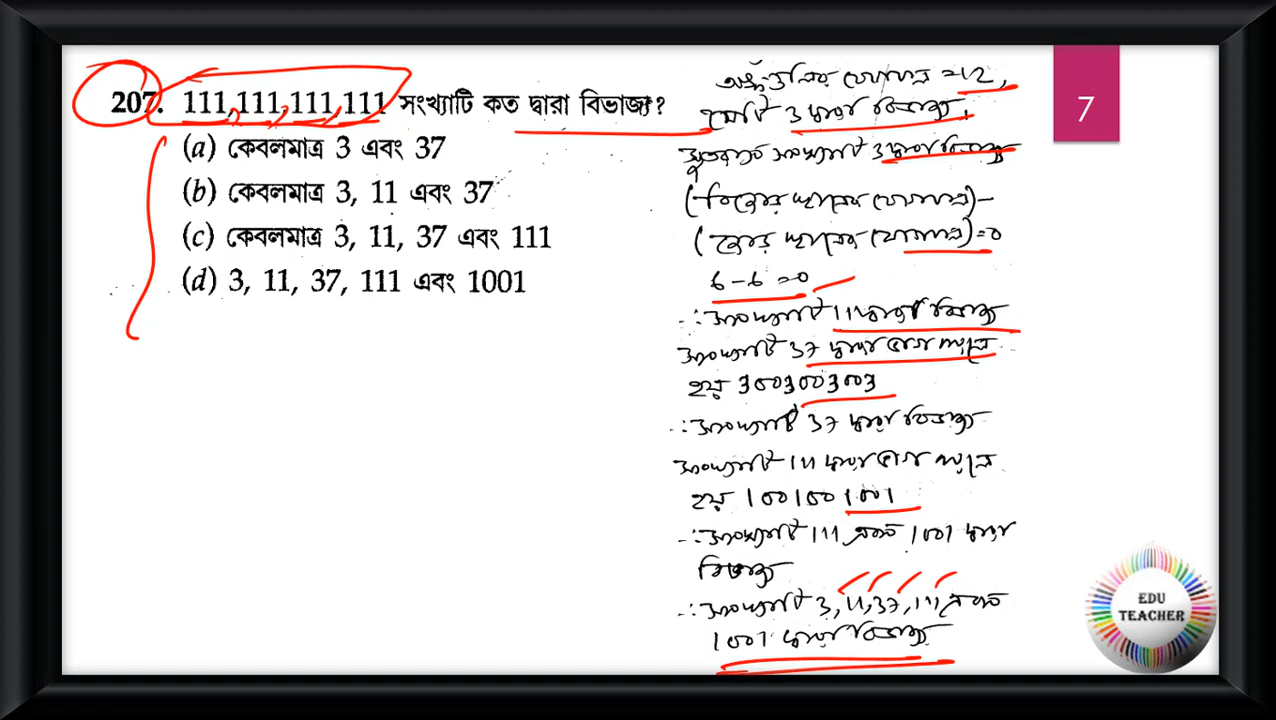 207. 111,111,111,111 সংখ্যাটি কত দ্বারা বিভাজ্য?
(a) কেবলমাত্র 3 এবং 37
(b) কেবলমাত্র 3, 11 এবং 37
(c) কেবলমাত্র 3, 11, 37 এবং 111
(d) 3, 11, 37, 111 এবং 1001
অঙ্কগুলির যোগফল =12,
যেটি 3 দ্বারা বিভাজ্য।
সুতরাং সংখ্যাটি 3 দ্বারা বিভাজ্য
(বিজোড় স্থানের যোগফল)−
(জোড় স্থানের যোগফল)=0
6−6=0
∴ সংখ্যাটি 11 দ্বারা বিভাজ্য
সংখ্যাটি 37 দ্বারা ভাগ
হয় 3003003003
∴ সংখ্যাটি 37 দ্বারা বিভাজ্য
সংখ্যাটি 111 দ্বারা ভাগ
হয় 1001001001
∴ সংখ্যাটি 111 এবং 1001 দ্বারা
বিভাজ্য
∴ সংখ্যাটি 3, 11, 37, 111 এবং
1001 দ্বারা বিভাজ্য
7
EDU
TEACHER